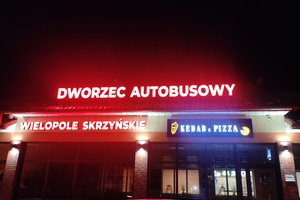 DWORZEC AUTOBUSOWY
WIELOPOLE SKRZYŃSKIE
KEBAB & PIZZA